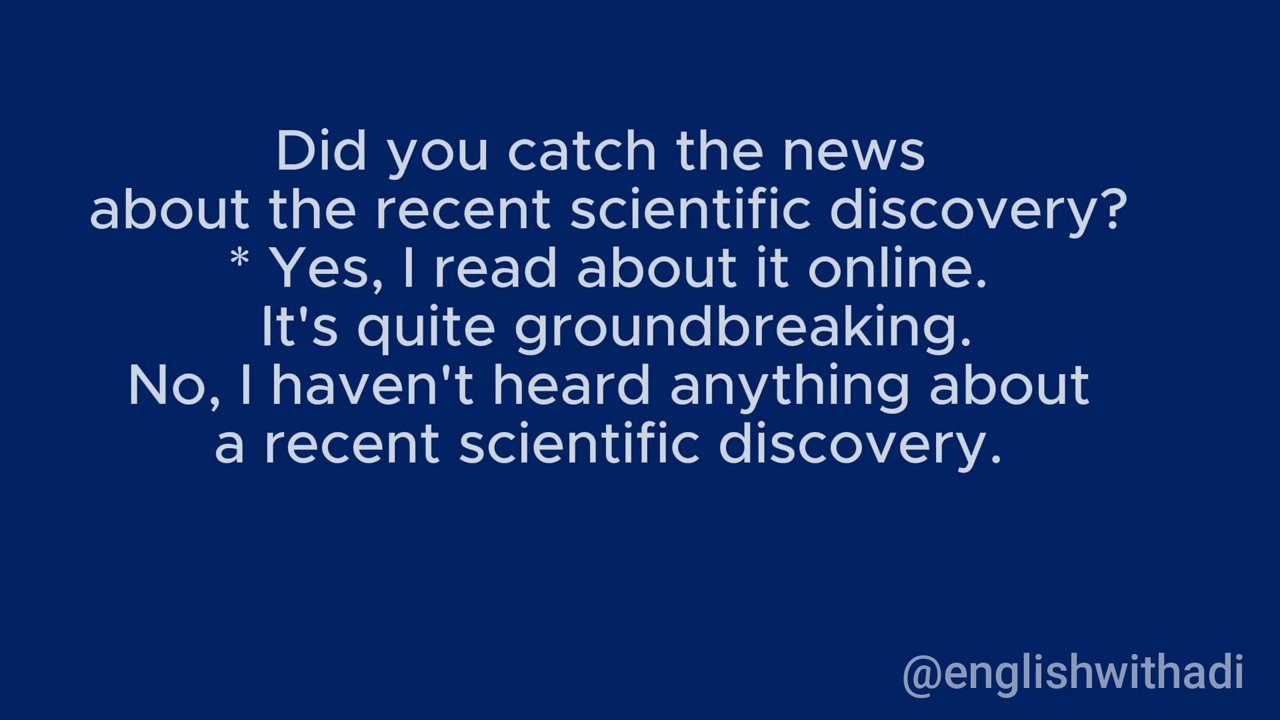 Did you catch the news
about the recent scientific discovery?
* Yes, I read about it online.
It's quite groundbreaking.
No, I haven't heard anything about
a recent scientific discovery.
@englishwithadi